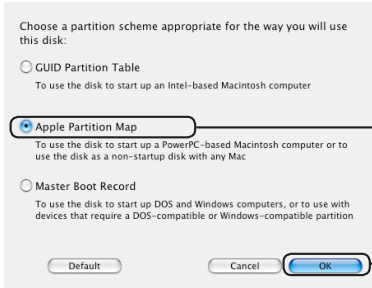 Choose a partition scheme appropriate for the way you will use
this disk:
GUID Partition Table
To use the disk to start up an Intel-based Macintosh computer
Apple Partition Map
To use the disk to start up a PowerPC-based Macintosh computer or to
use the disk as a non-startup disk with any Mac
Master Boot Record
To use the disk to start up DOS and Windows computers, or to use with
devices that require a DOS-compatible or Windows-compatible partition
Default Cancel OK